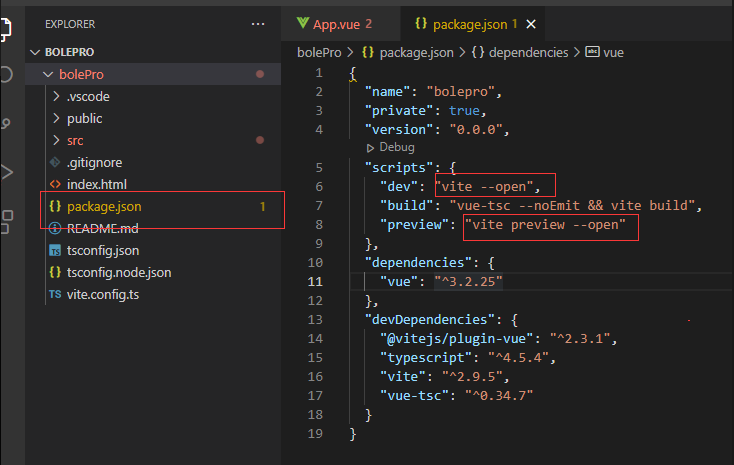 EXPLORER
···
App.vue 2
{} package.json 1 ×
BOLEPRO
bolePro > {} package.json > {} dependencies > abc vue
bolePro
.vscode
public
src
.gitignore
<> index.html
{} package.json 1
README.md
TS tsconfig.json
{} tsconfig.node.json
TS vite.config.ts
1 {
2 "name": "bolepro",
3 "private": true,
4 "version": "0.0.0",
Debug
5 "scripts": {
6 "dev": "vite --open",
7 "build": "vue-tsc --noEmit && vite build",
8 "preview": "vite preview --open"
9 },
10 "dependencies": {
11 "vue": "^3.2.25"
12 },
13 "devDependencies": {
14 "@vitejs/plugin-vue": "^2.3.1",
15 "typescript": "^4.5.4",
16 "vite": "^2.9.5",
17 "vue-tsc": "^0.34.7"
18 }
19 }